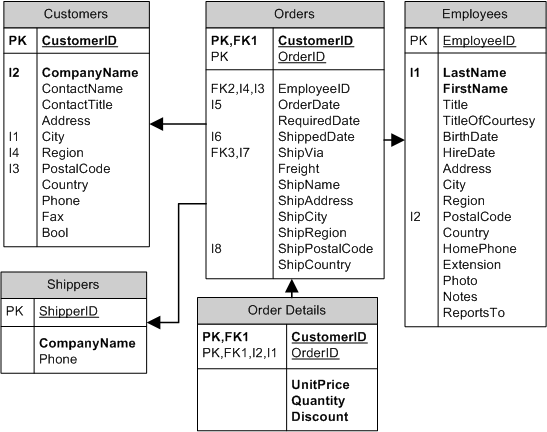 Customers
PK CustomerID
I2 CompanyName
ContactName
ContactTitle
Address
I1 City
I4 Region
I3 PostalCode
Country
Phone
Fax
Bool
Orders
PK,FK1 CustomerID
PK OrderID
FK2,I4,I3 EmployeeID
I5 OrderDate
RequiredDate
I6 ShippedDate
FK3,I7 ShipVia
Freight
ShipName
ShipAddress
ShipCity
ShipRegion
I8 ShipPostalCode
ShipCountry
Employees
PK EmployeeID
I1 LastName
FirstName
Title
TitleOfCourtesy
BirthDate
HireDate
Address
City
Region
I2 PostalCode
Country
HomePhone
Extension
Photo
Notes
ReportsTo
Shippers
PK ShipperID
CompanyName
Phone
Order Details
PK,FK1 CustomerID
PK,FK1,I2,I1 OrderID
UnitPrice
Quantity
Discount